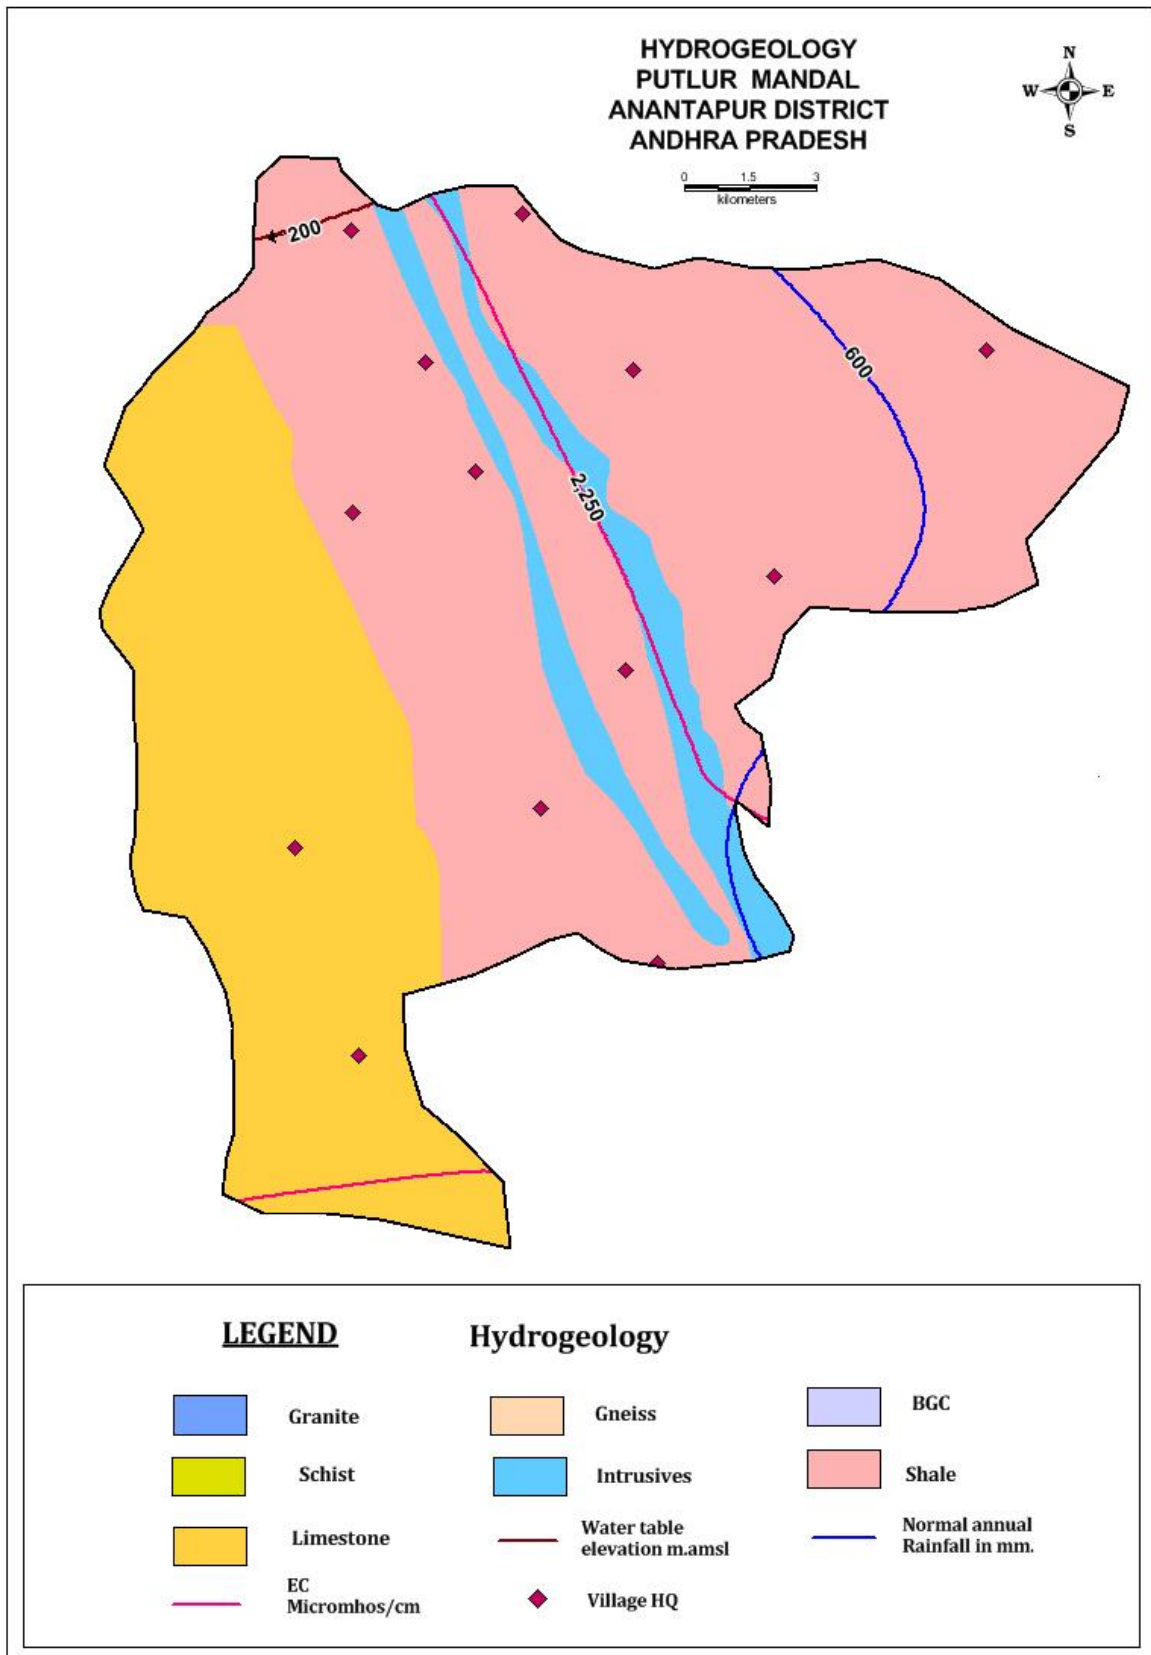 HYDROGEOLOGY
PUTLUR MANDAL
ANANTAPUR DISTRICT
ANDHRA PRADESH
N
W E
S
0 1.5 3
kilometers
200
600
2,250
LEGEND Hydrogeology
Granite
Gneiss
BGC
Schist
Intrusives
Shale
Limestone
Water table
elevation m.amsl
Normal annual
Rainfall in mm.
EC
Micromhos/cm
Village HQ